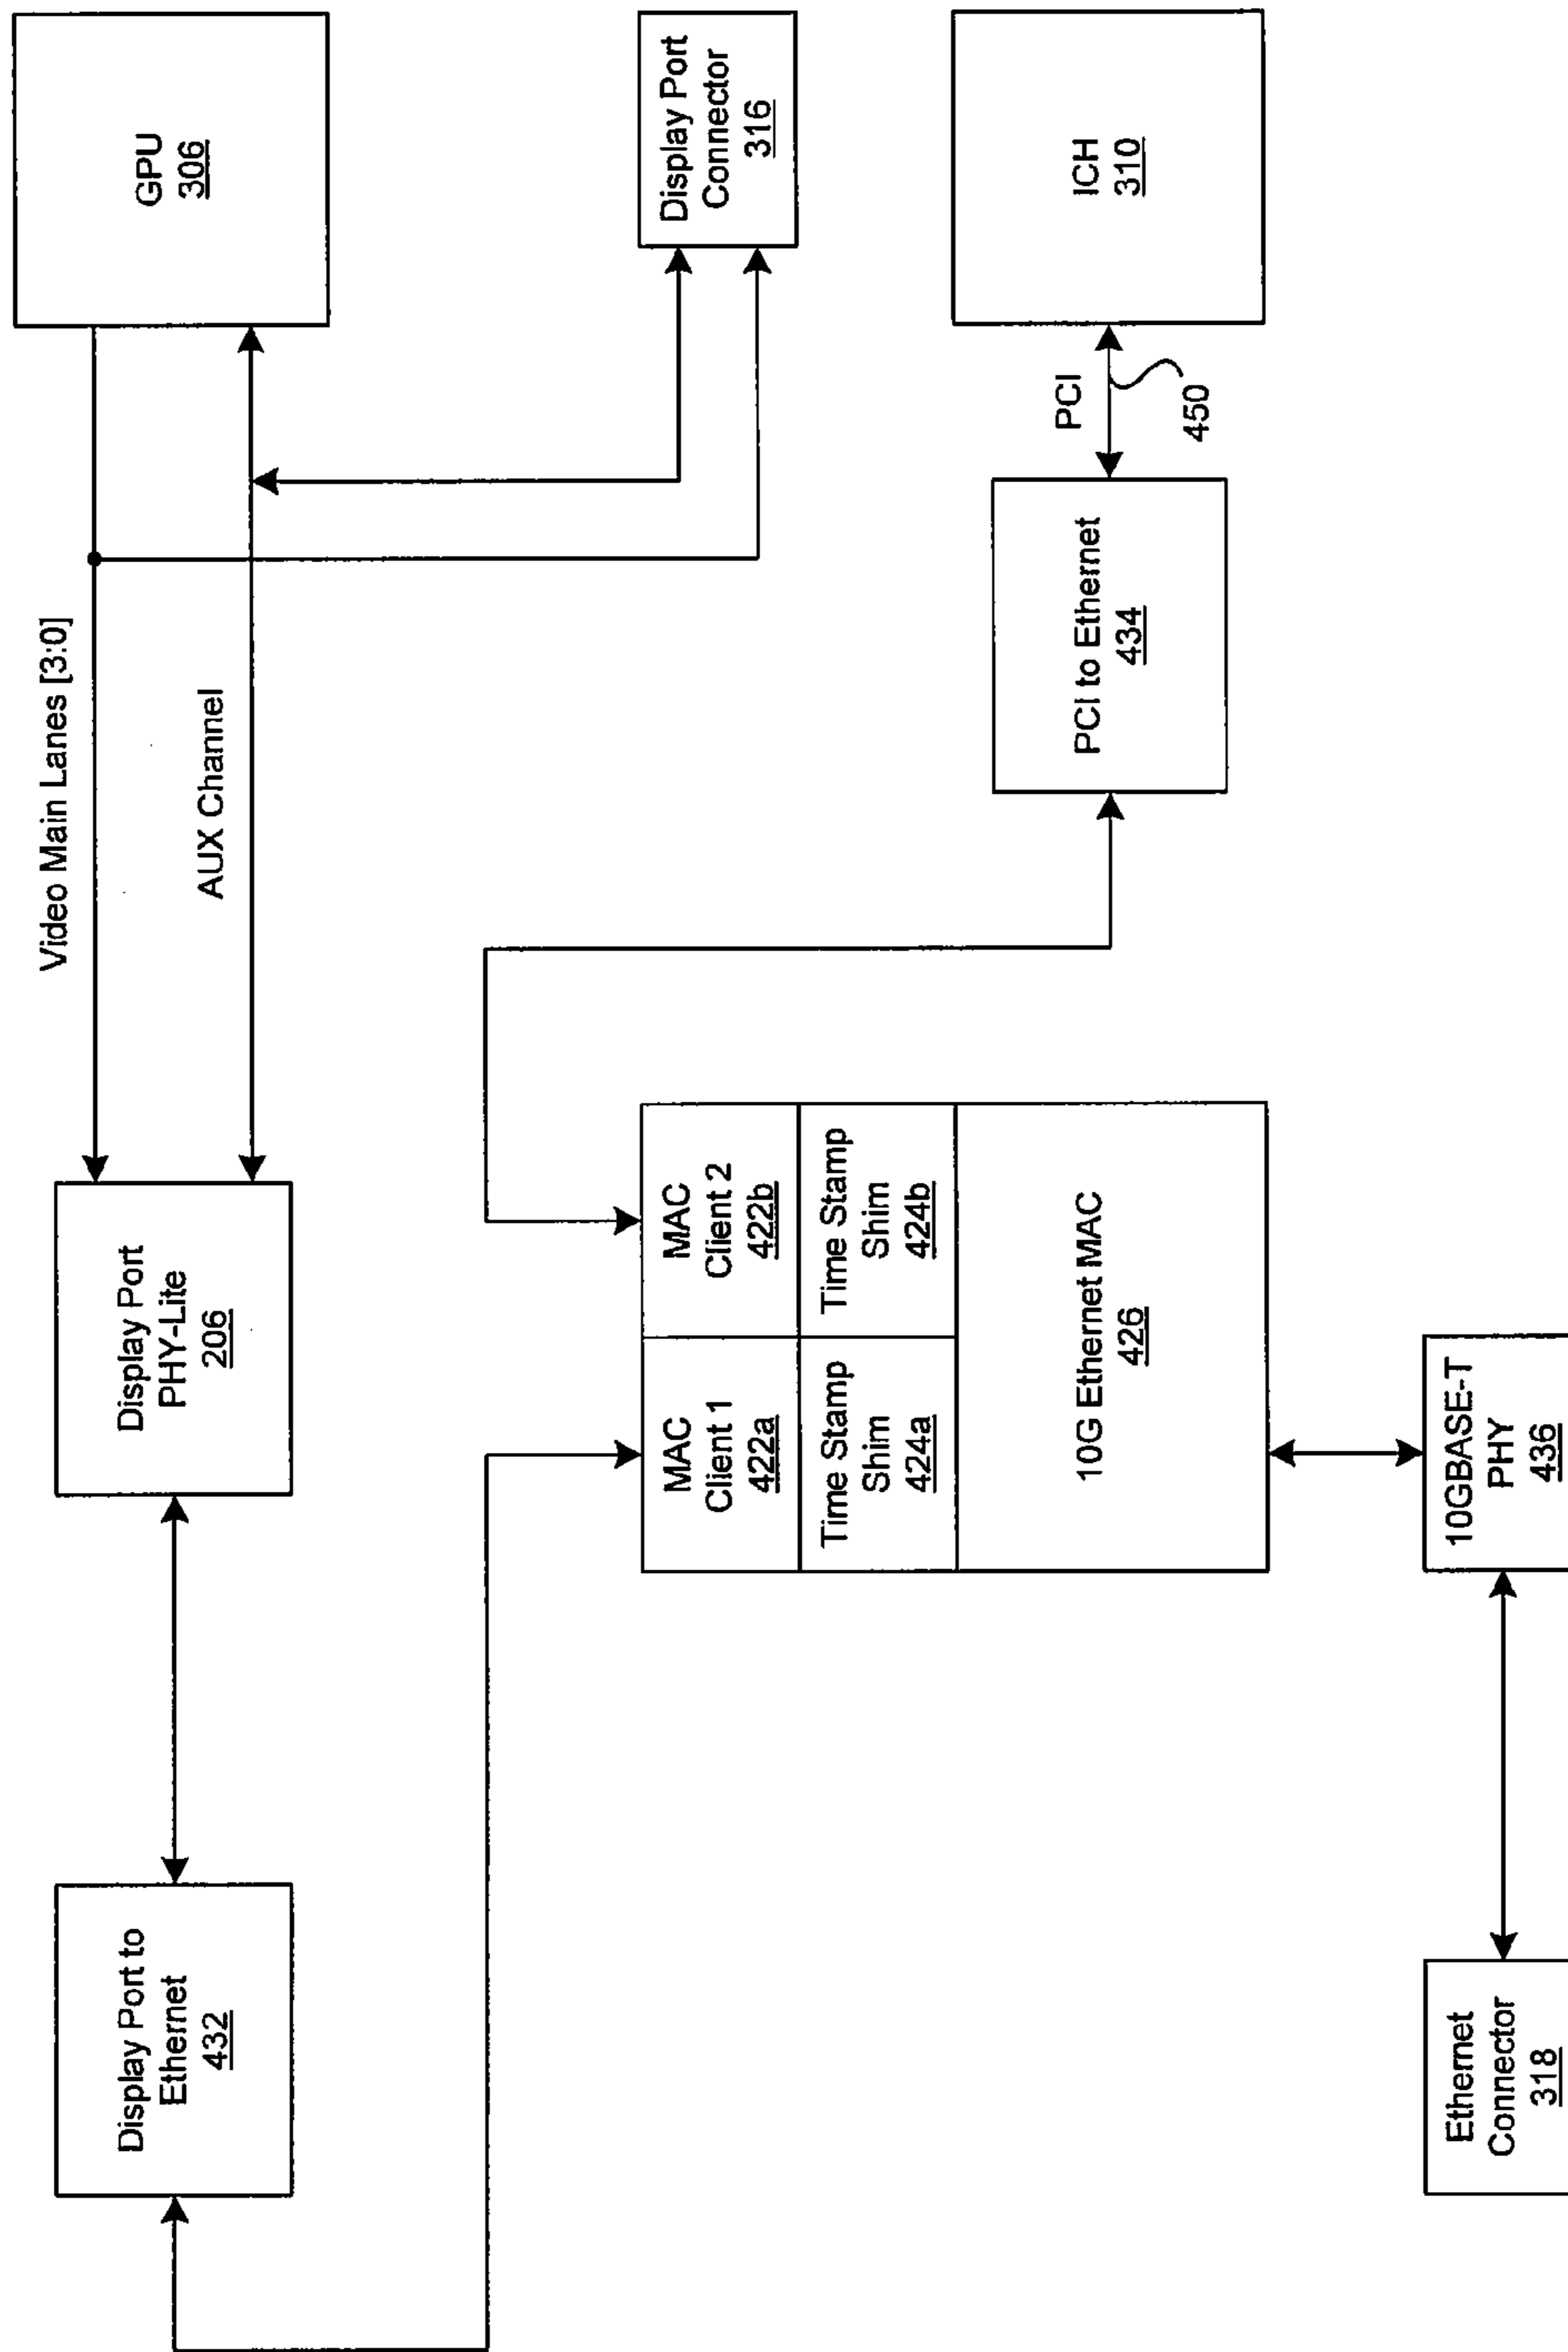 Display Port to
Ethernet
432
Display Port
PHY-Lite
206
Video Main Lanes [3:0]
AUX Channel
GPU
306
Display Port
Connector
316
MAC
Client 1
422a
MAC
Client 2
422b
Time Stamp
Shim
424a
Time Stamp
Shim
424b
10G Ethernet MAC
426
PCI to Ethernet
434
PCI
450
ICH
310
Ethernet
Connector
318
10GBASE-T
PHY
436